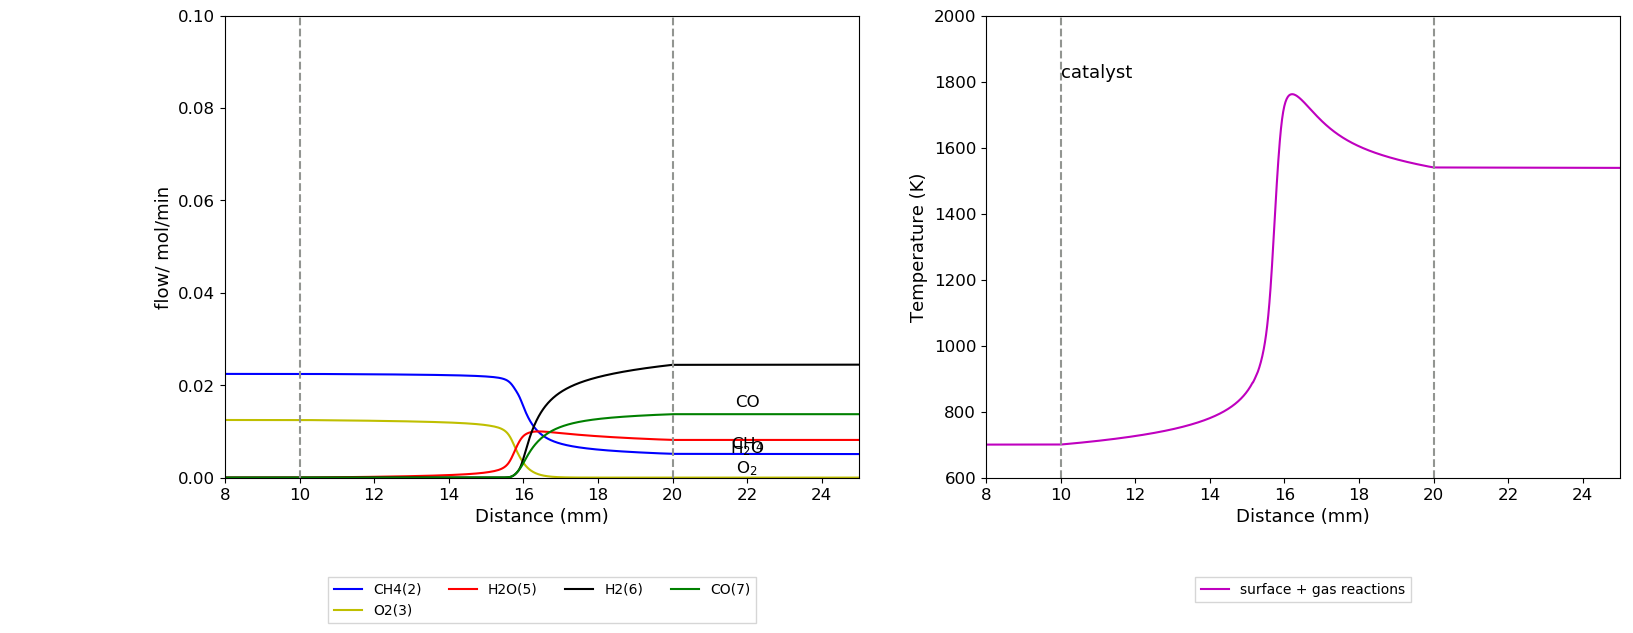 0.10
0.08
0.06
0.04
0.02
0.00
flow/ mol/min
CO
CH4
H2O
O2
8 10 12 14 16 18 20 22 24
Distance (mm)
CH4(2) H2O(5) H2(6) CO(7)
O2(3)
2000
1800
1600
1400
1200
1000
800
600
Temperature (K)
catalyst
8 10 12 14 16 18 20 22 24
Distance (mm)
surface + gas reactions